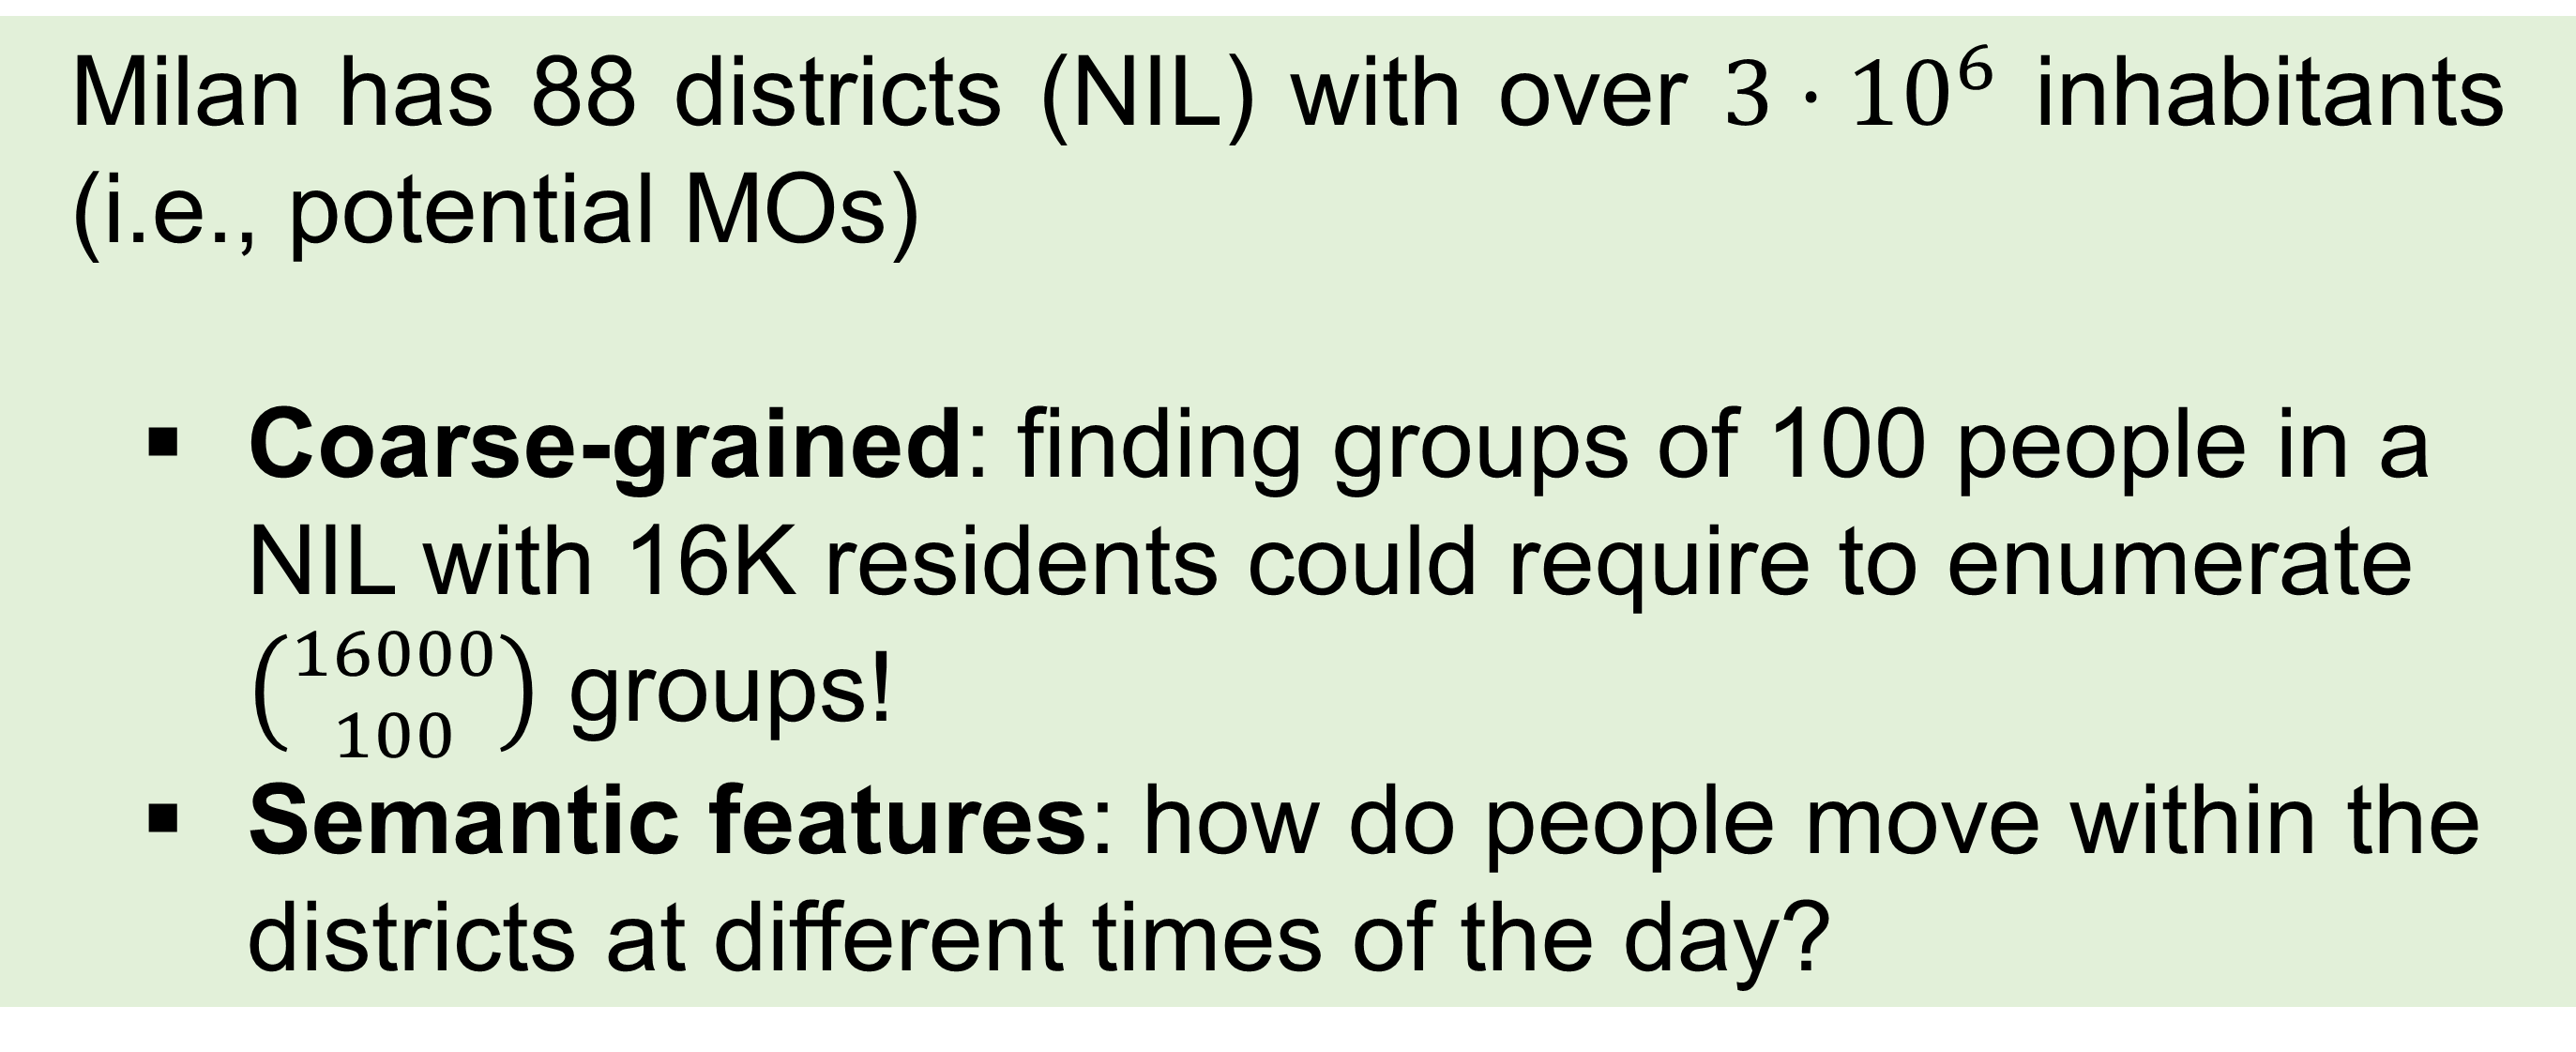 Milan has 88 districts (NIL) with over 3 · 10⁶ inhabitants
(i.e., potential MOs)
▪ Coarse-grained: finding groups of 100 people in a
NIL with 16K residents could require to enumerate
(16000
100) groups!
▪ Semantic features: how do people move within the
districts at different times of the day?